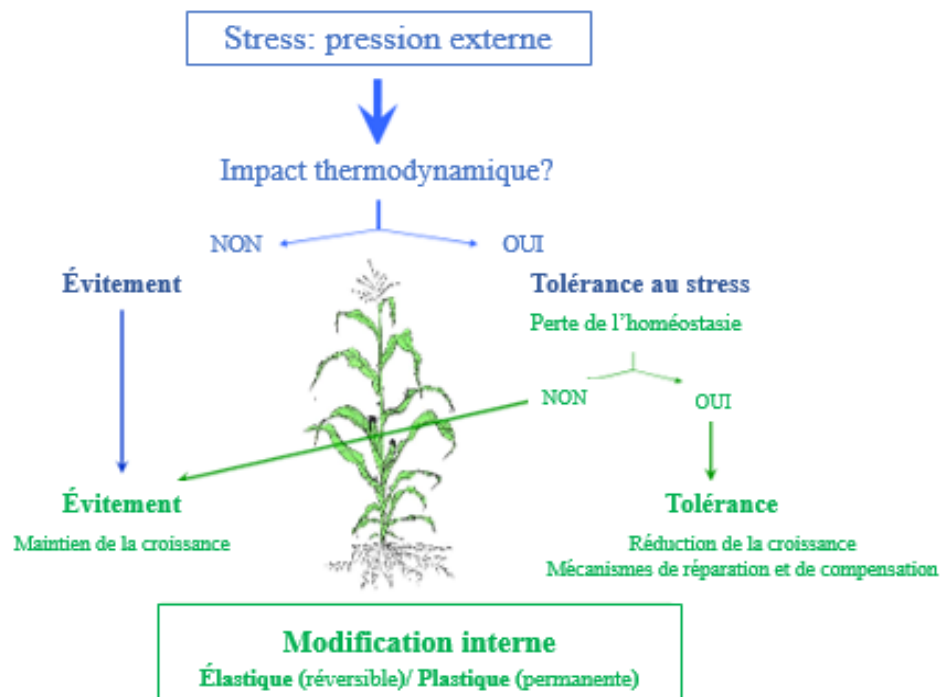 Stress: pression externe
Impact thermodynamique?
NON
OUI
Évitement
Tolérance au stress
Perte de l'homéostasie
NON
OUI
Évitement
Tolérance
Maintien de la croissance
Réduction de la croissance
Mécanismes de réparation et de compensation
Modification interne
Élastique (réversible)/ Plastique (permanente)